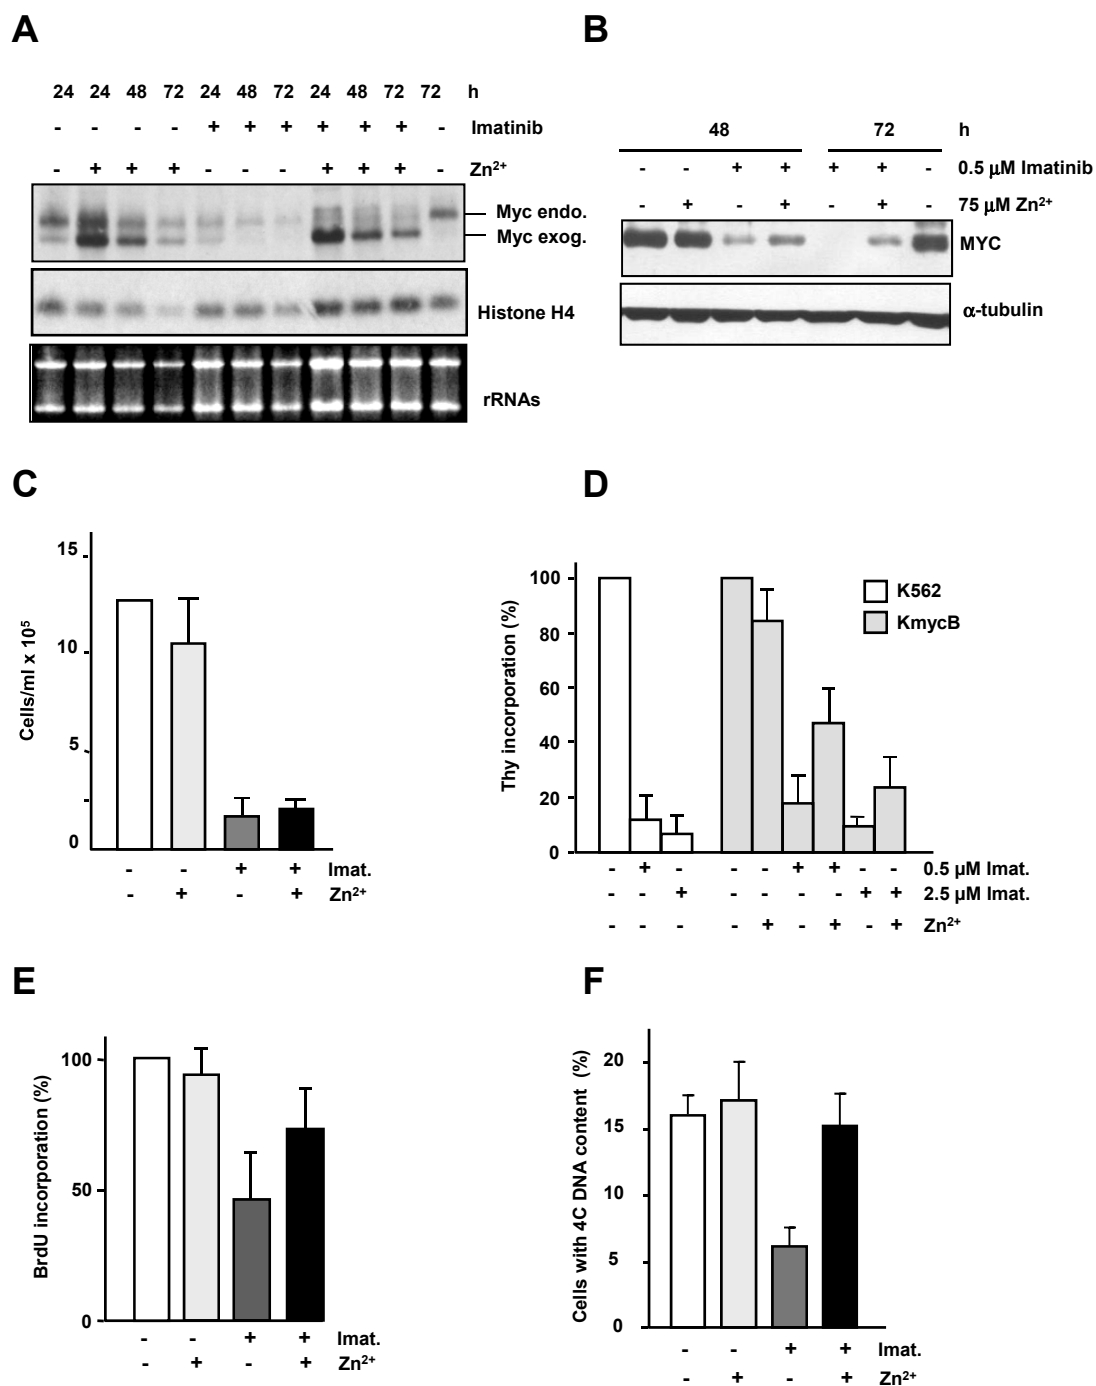 A
24 24 48 72 24 48 72 24 48 72 72 h
- - - - + + + + + + - Imatinib
- + + + - - - + + + - Zn2+
Myc endo.
Myc exog.
Histone H4
rRNAs
B
48 72 h
- - + + + + - 0.5 μM Imatinib
- + - + - + - 75 μM Zn2+
MYC
α-tubulin
C
Cells/ml x 10⁵
15
10
5
0
- - + + Imat.
- + - + Zn2+
D
Thy incorporation (%)
100
80
60
40
20
0
K562
KmycB
- + - - - + + - - 0.5 µM Imat.
- - + - - - - + + 2.5 µM Imat.
- - - - + - + - + Zn2+
E
BrdU incorporation (%)
100
50
0
- - + + Imat.
- + - + Zn2+
F
Cells with 4C DNA content (%)
20
15
10
5
0
- - + + Imat.
- + - + Zn2+